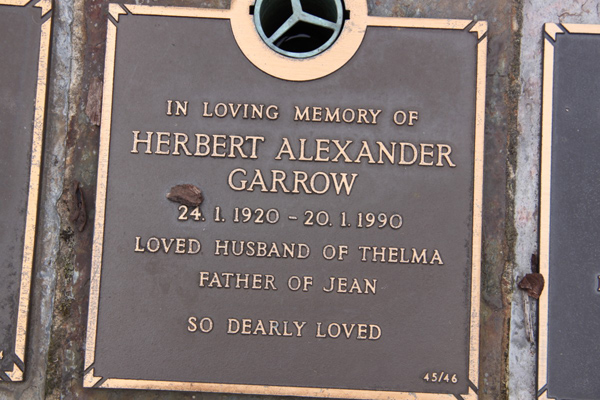 IN LOVING MEMORY OF
HERBERT ALEXANDER
GARROW
24. 1. 1920 - 20. 1. 1990
LOVED HUSBAND OF THELMA
FATHER OF JEAN
SO DEARLY LOVED
45/46